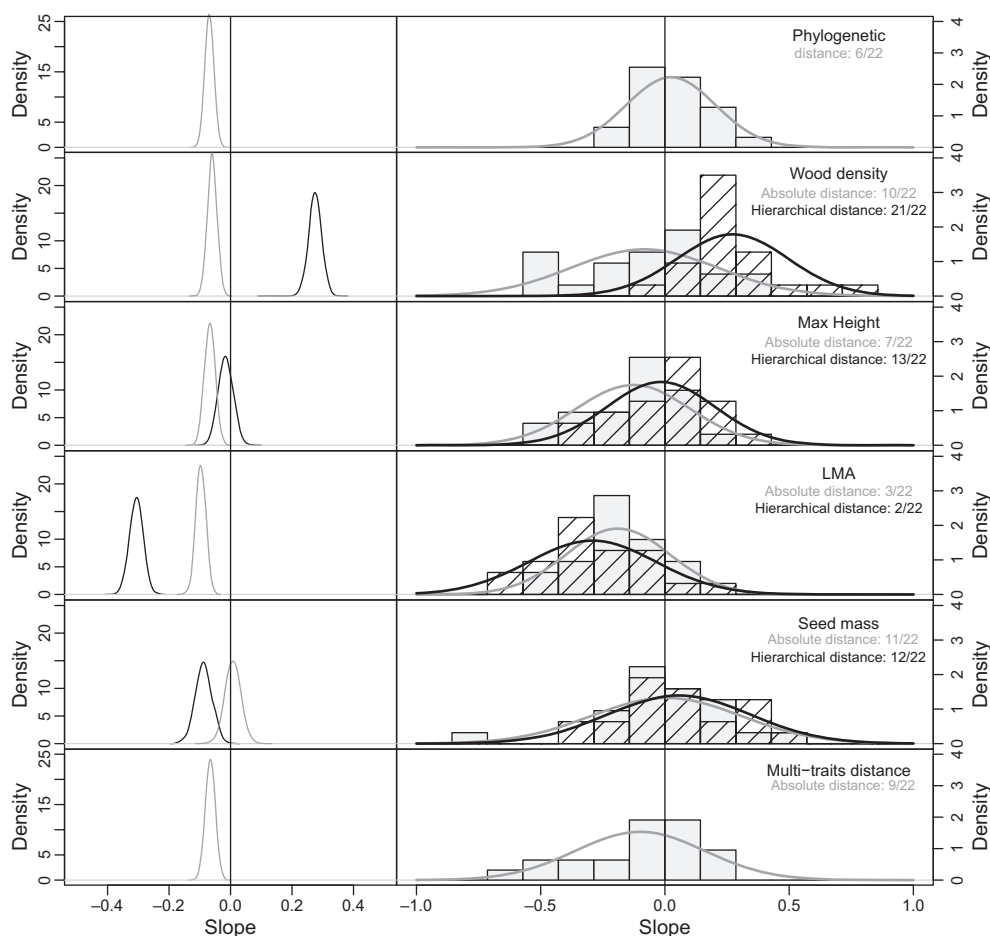 Density
0
5
15
25
Phylogenetic
distance: 6/22
0
1
2
3
4
Density
Density
0
5
10
20
Wood density
Absolute distance: 10/22
Hierarchical distance: 21/22
0
1
2
3
4
Density
Density
0
5
10
20
Max Height
Absolute distance: 7/22
Hierarchical distance: 13/22
0
1
2
3
4
Density
Density
0
5
10
20
LMA
Absolute distance: 3/22
Hierarchical distance: 2/22
0
1
2
3
4
Density
Density
0
5
10
20
Seed mass
Absolute distance: 11/22
Hierarchical distance: 12/22
0
1
2
3
4
Density
Density
0
5
15
25
Multi−traits distance
Absolute distance: 9/22
0
1
2
3
4
Density
−0.4 −0.2 0.0 0.2 0.4 −1.0 −0.5 0.0 0.5 1.0
Slope Slope